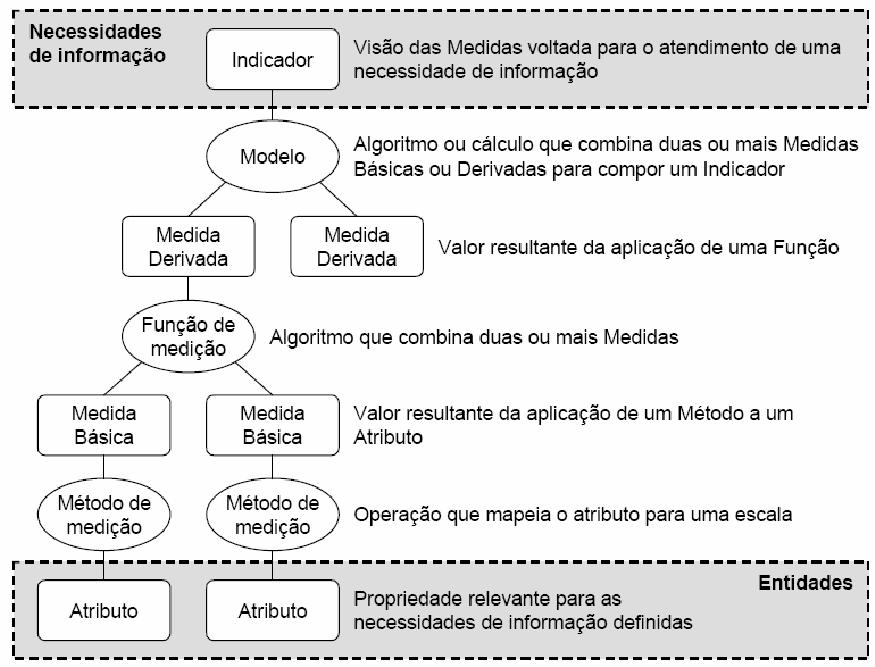 Necessidades
de informação
Indicador
Visão das Medidas voltada para o atendimento de uma
necessidade de informação
Modelo
Algoritmo ou cálculo que combina duas ou mais Medidas
Básicas ou Derivadas para compor um Indicador
Medida
Derivada
Medida
Derivada
Valor resultante da aplicação de uma Função
Função de
medição
Algoritmo que combina duas ou mais Medidas
Medida
Básica
Medida
Básica
Valor resultante da aplicação de um Método a um
Atributo
Método de
medição
Método de
medição
Operação que mapeia o atributo para uma escala
Entidades
Atributo
Atributo
Propriedade relevante para as
necessidades de informação definidas